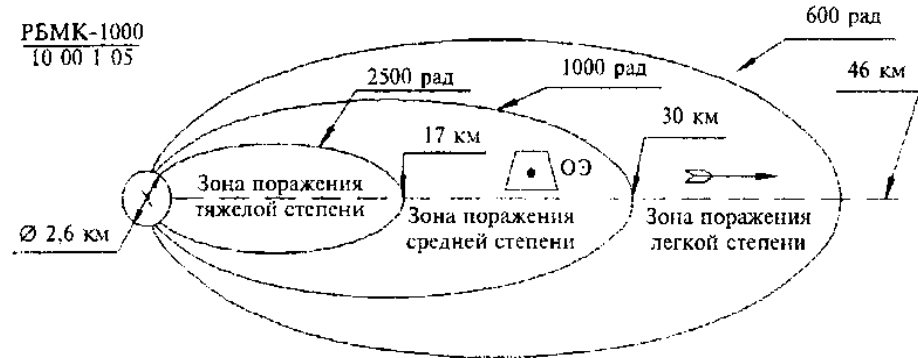 РБМК-1000
10 00 1 05
600 рад
46 км
2500 рад
1000 рад
30 км
17 км
ОЭ
Зона поражения
тяжелой степени
Зона поражения
средней степени
Зона поражения
легкой степени
Ø 2,6 км